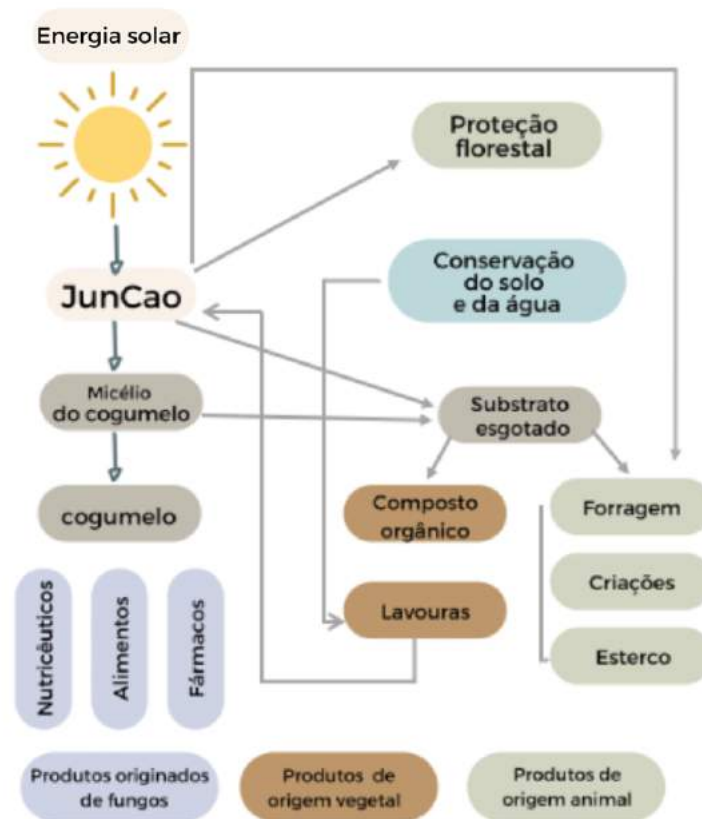 Energia solar
Proteção
florestal
Conservação
do solo
e da água
JunCao
Micélio
do cogumelo
Substrato
esgotado
cogumelo
Composto
orgânico
Forragem
Criações
Lavouras
Esterco
Nutricêuticos
Alimentos
Fármacos
Produtos originados
de fungos
Produtos de
origem vegetal
Produtos de
origem animal